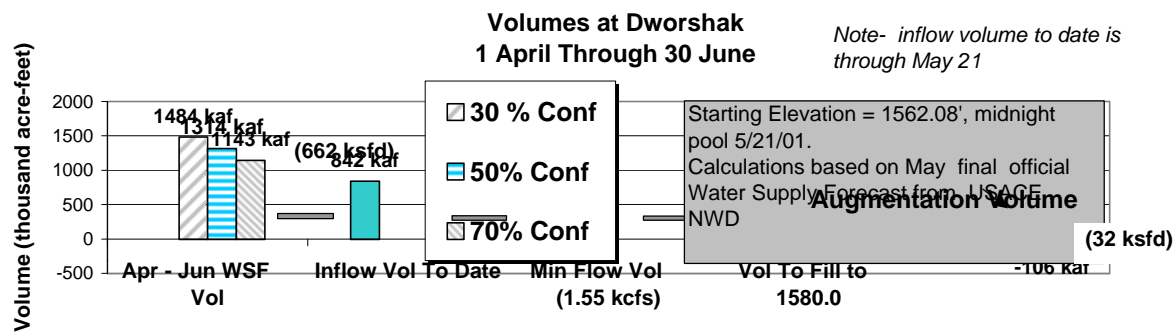 Volumes at Dworshak
1 April Through 30 June
Note- inflow volume to date is
through May 21
Volume (thousand acre-feet)
2000
1500
1000
500
0
-500
1484 kaf
1314 kaf
1143 kaf
(662 ksfd)
842 kaf
30 % Conf
50% Conf
70% Conf
Starting Elevation = 1562.08', midnight
pool 5/21/01.
Calculations based on May final official
Water Supply Forecast from USACE
NWD
Augmentation Volume
(32 ksfd)
-106 kaf
Apr - Jun WSF
Vol
Inflow Vol To Date
Min Flow Vol
(1.55 kcfs)
Vol To Fill to
1580.0